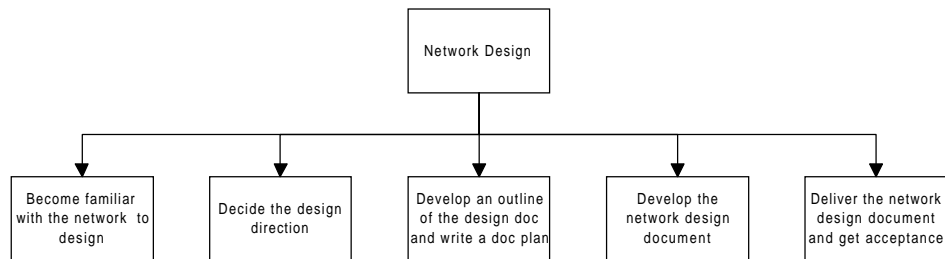 Network Design
Become familiar
with the network to
design
Decide the design
direction
Develop an outline
of the design doc
and write a doc plan
Develop the
network design
document
Deliver the network
design document
and get acceptance